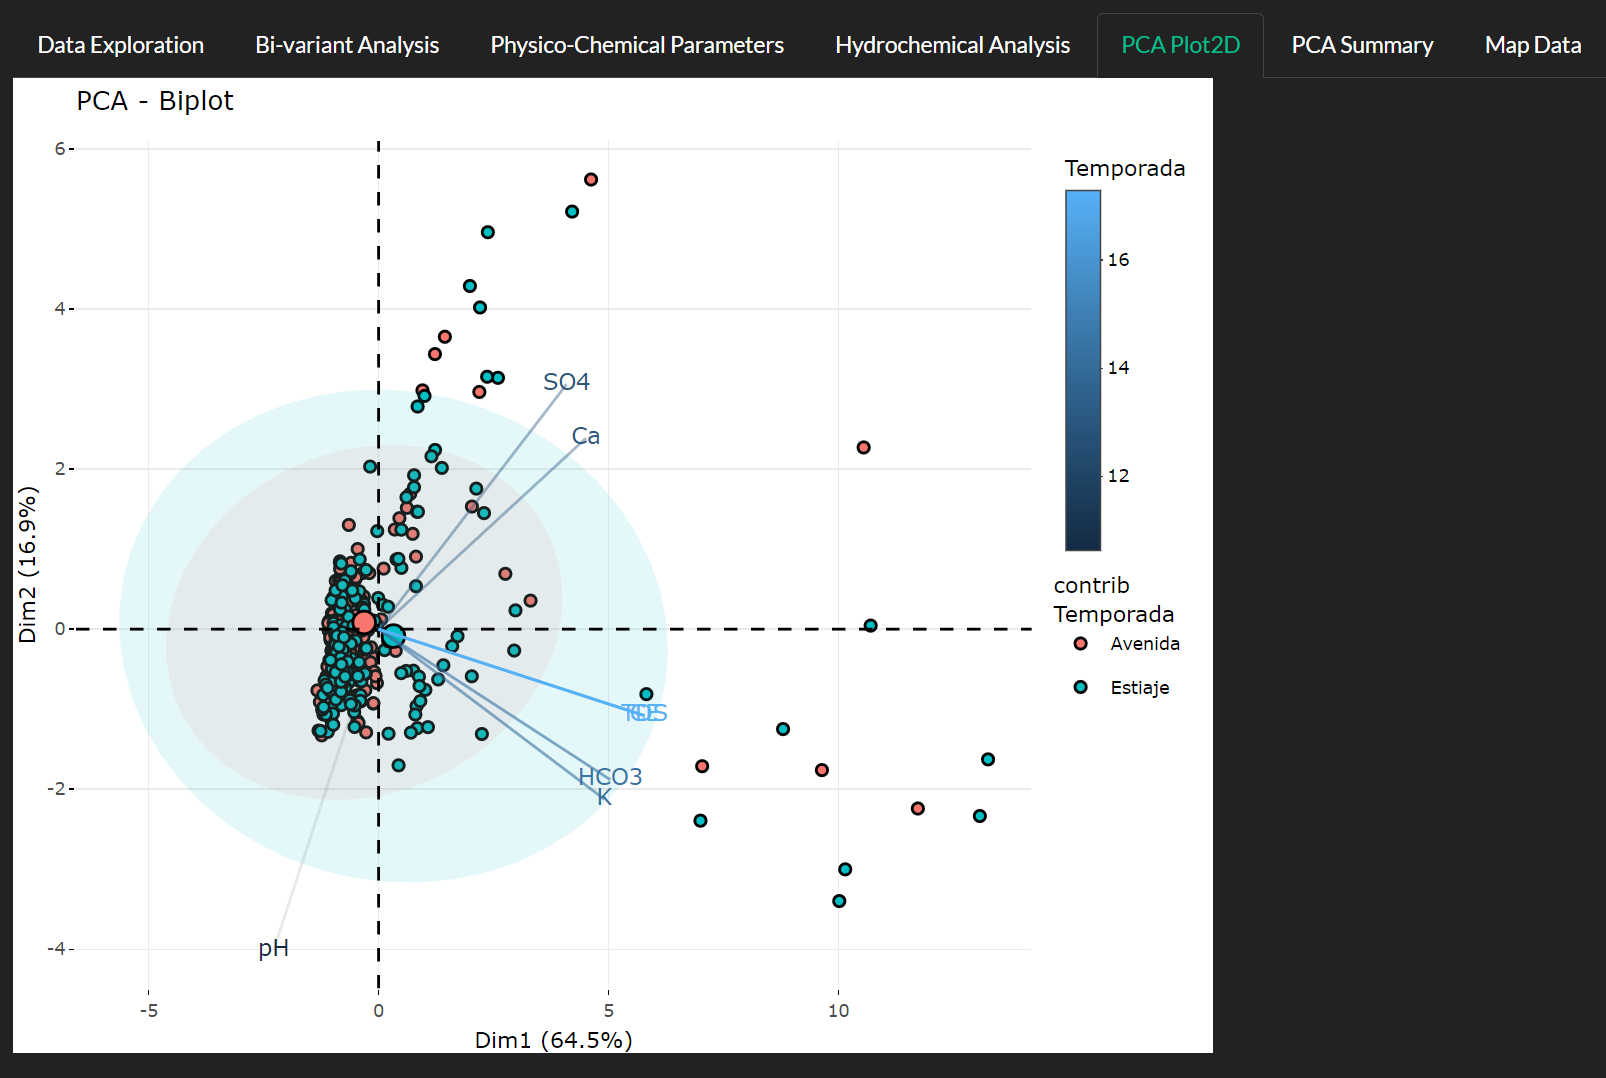 Data Exploration
Bi-variant Analysis
Physico-Chemical Parameters
Hydrochemical Analysis
PCA Plot2D
PCA Summary
Map Data
PCA - Biplot
6
4
2
0
-2
-4
Dim2 (16.9%)
SO4
Ca
HCO3
K
pH
-5
0
5
10
Dim1 (64.5%)
Temporada
16
14
12
contrib
Temporada
Avenida
Estiaje